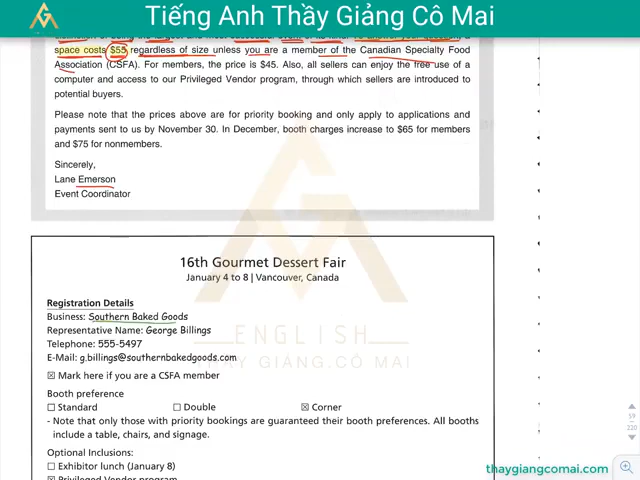 Tiếng Anh Thầy Giảng Cô Mai
space costs $55 regardless of size unless you are a member of the Canadian Specialty Food
Association (CSFA). For members, the price is $45. Also, all sellers can enjoy the free use of a
computer and access to our Privileged Vendor program, through which sellers are introduced to
potential buyers.
Please note that the prices above are for priority booking and only apply to applications and
payments sent to us by November 30. In December, booth charges increase to $65 for members
and $75 for nonmembers.
Sincerely,
Lane Emerson
Event Coordinator
16th Gourmet Dessert Fair
January 4 to 8 | Vancouver, Canada
Registration Details
Business: Southern Baked Goods
Representative Name: George Billings
Telephone: 555-5497
E-Mail: g.billings@southernbakedgoods.com
☒ Mark here if you are a CSFA member
Booth preference
☐ Standard ☐ Double ☒ Corner
- Note that only those with priority bookings are guaranteed their booth preferences. All booths
include a table, chairs, and signage.
Optional Inclusions:
☐ Exhibitor lunch (January 8)
☒ Privileged Vendor program
ENGLISH
THAY GIANG.CÔ MAI
59
220
thaygiangcomai.com